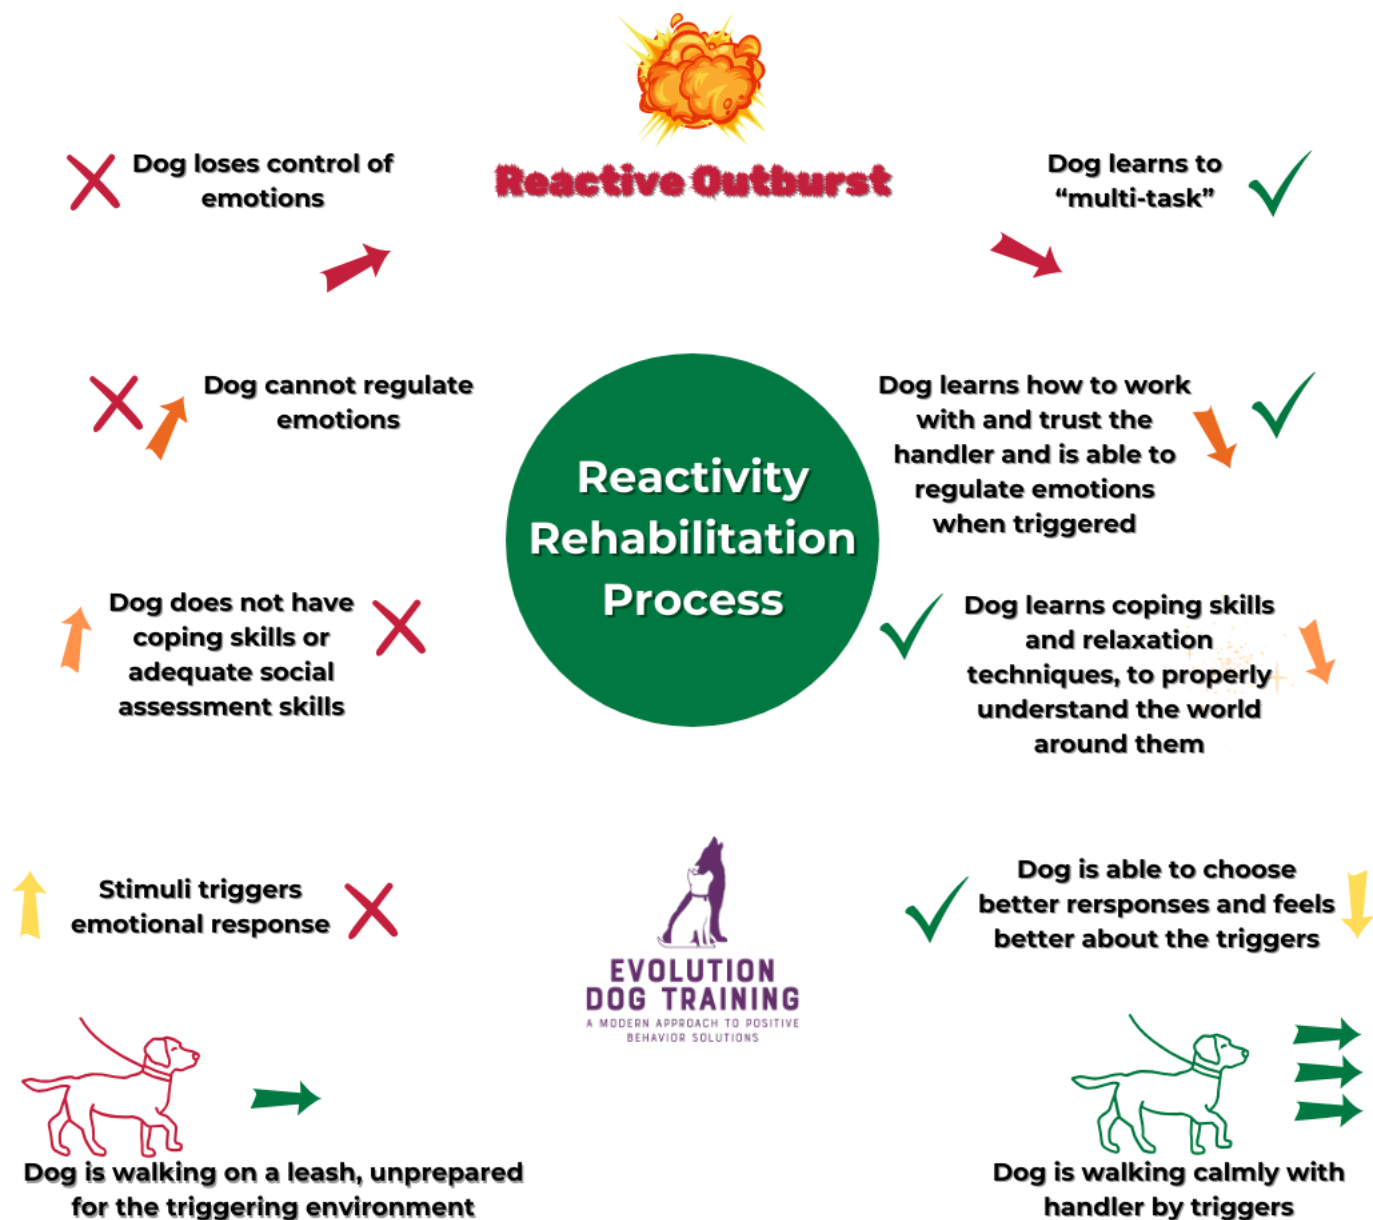 Reactive Outburst
Dog loses control of
emotions
Dog learns to
“multi-task”
Dog cannot regulate
emotions
Dog learns how to work
with and trust the
handler and is able to
regulate emotions
when triggered
Reactivity
Rehabilitation
Process
Dog does not have
coping skills or
adequate social
assessment skills
Dog learns coping skills
and relaxation
techniques, to properly
understand the world
around them
Stimuli triggers
emotional response
Dog is able to choose
better rersponses and feels
better about the triggers
EVOLUTION
DOG TRAINING
A MODERN APPROACH TO POSITIVE
BEHAVIOR SOLUTIONS
Dog is walking on a leash, unprepared
for the triggering environment
Dog is walking calmly with
handler by triggers